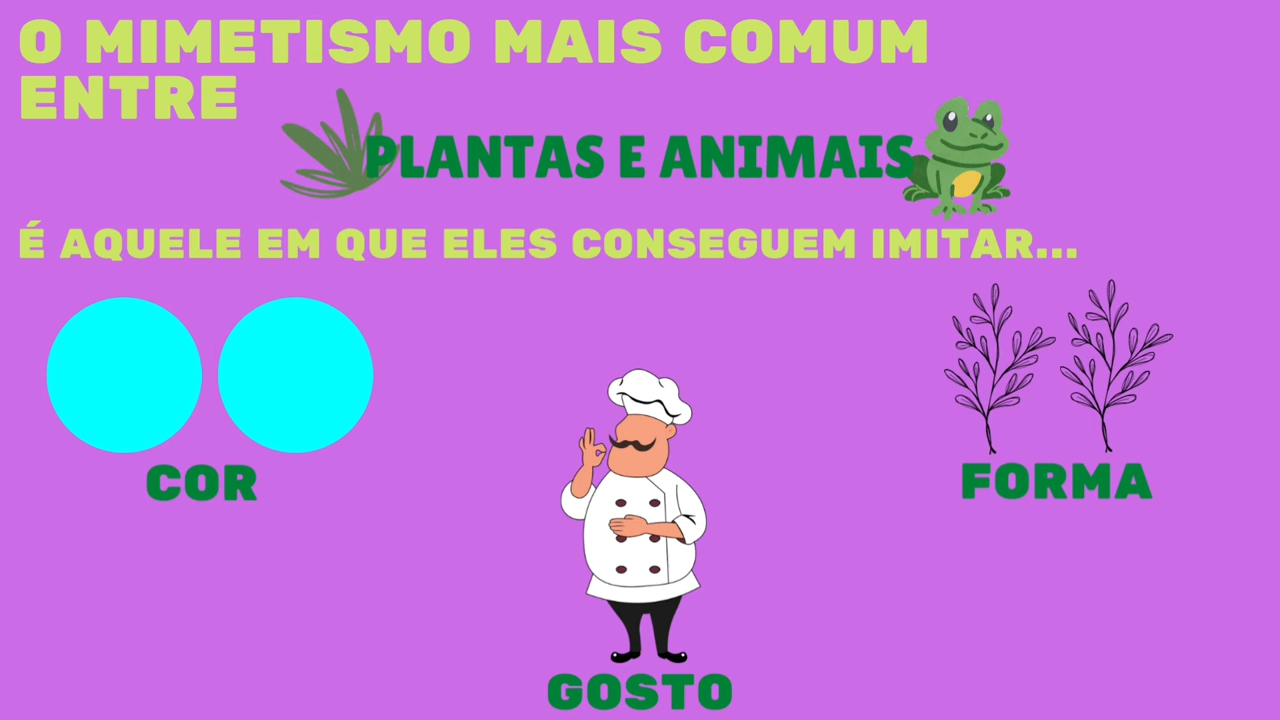 O MIMETISMO MAIS COMUM
ENTRE
PLANTAS E ANIMAIS
É AQUELE EM QUE ELES CONSEGUEM IMITAR...
COR
FORMA
GOSTO